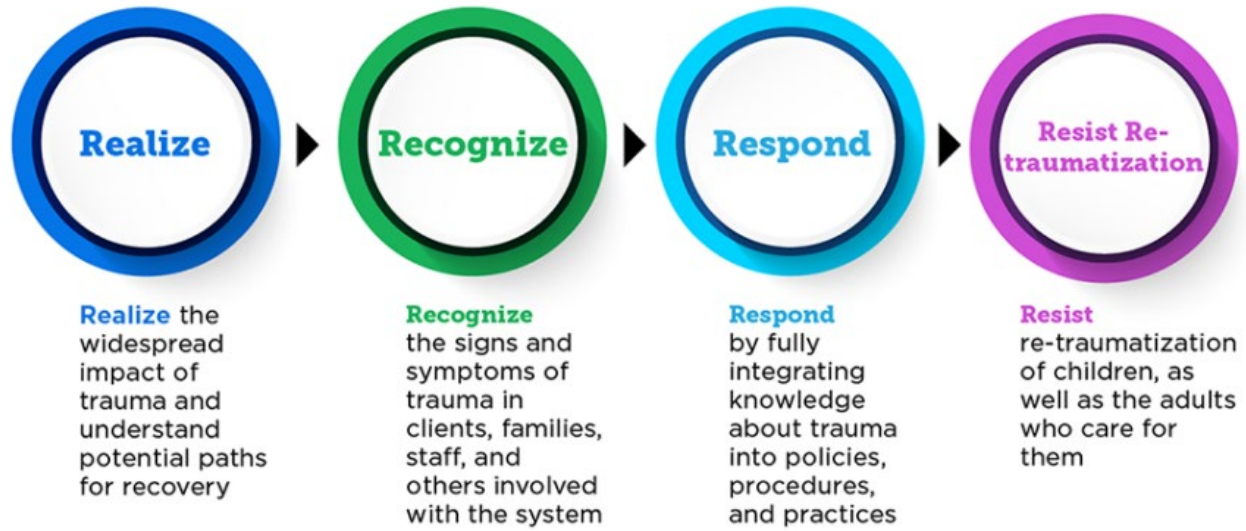 Realize
Recognize
Respond
Resist Re-
traumatization
Realize the
widespread
impact of
trauma and
understand
potential paths
for recovery
Recognize
the signs and
symptoms of
trauma in
clients, families,
staff, and
others involved
with the system
Respond
by fully
integrating
knowledge
about trauma
into policies,
procedures,
and practices
Resist
re-traumatization
of children, as
well as the adults
who care for
them